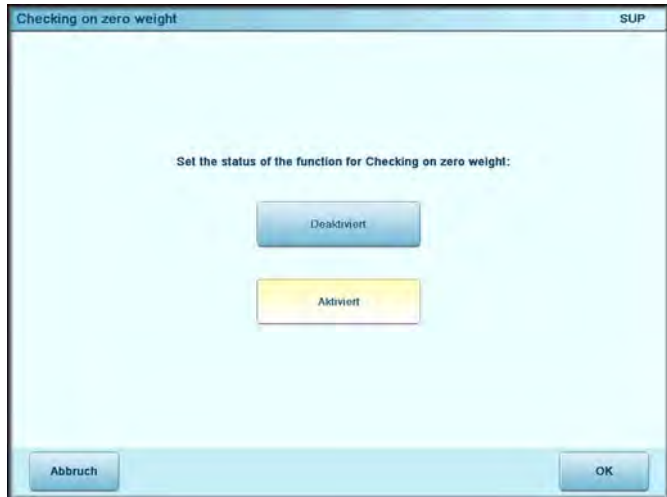 Checking on zero weight SUP
Set the status of the function for Checking on zero weight:
Deaktiviert
Aktiviert
Abbruch OK